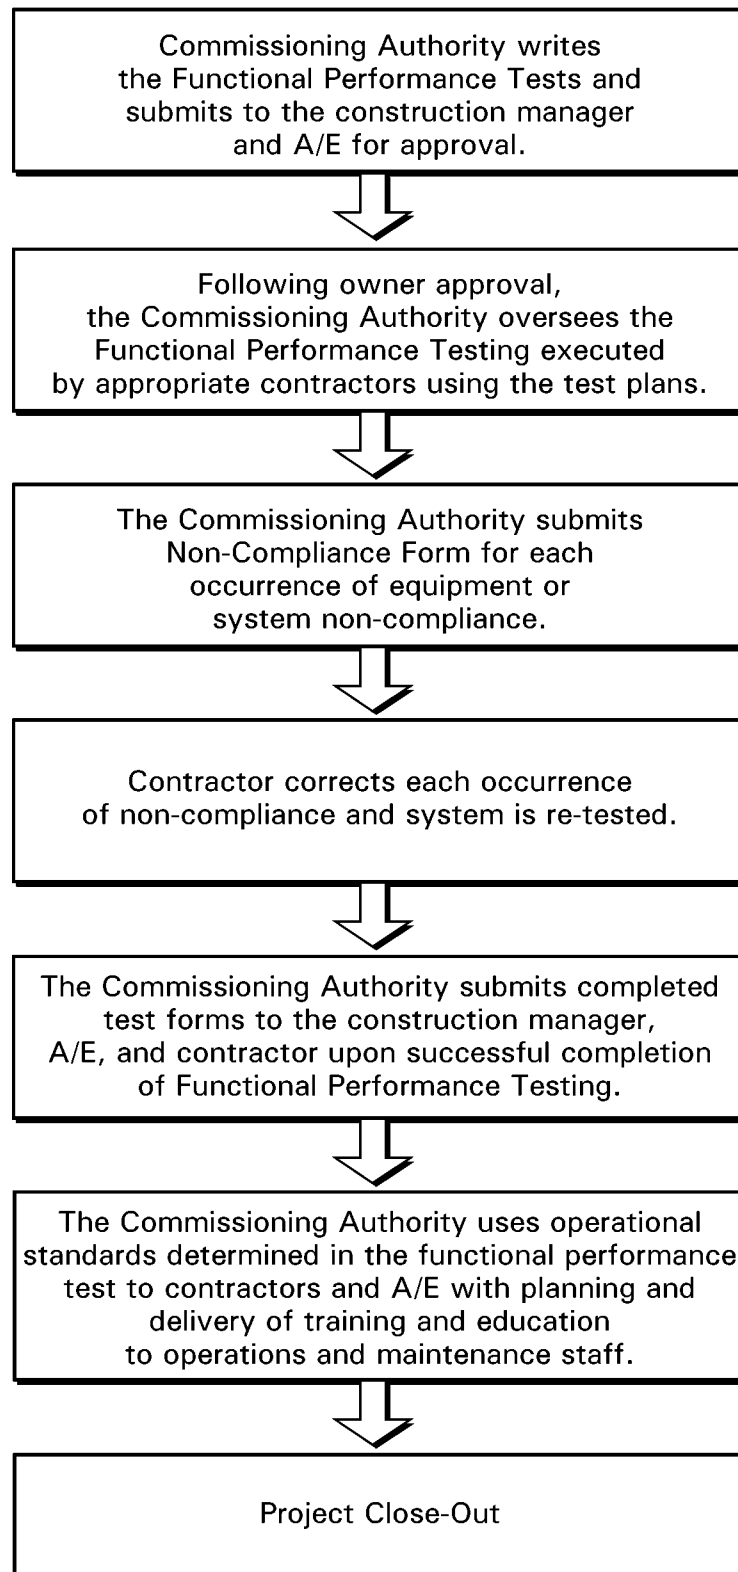 Commissioning Authority writes
the Functional Performance Tests and
submits to the construction manager
and A/E for approval.
Following owner approval,
the Commissioning Authority oversees the
Functional Performance Testing executed
by appropriate contractors using the test plans.
The Commissioning Authority submits
Non-Compliance Form for each
occurrence of equipment or
system non-compliance.
Contractor corrects each occurrence
of non-compliance and system is re-tested.
The Commissioning Authority submits completed
test forms to the construction manager,
A/E, and contractor upon successful completion
of Functional Performance Testing.
The Commissioning Authority uses operational
standards determined in the functional performance
test to contractors and A/E with planning and
delivery of training and education
to operations and maintenance staff.
Project Close-Out